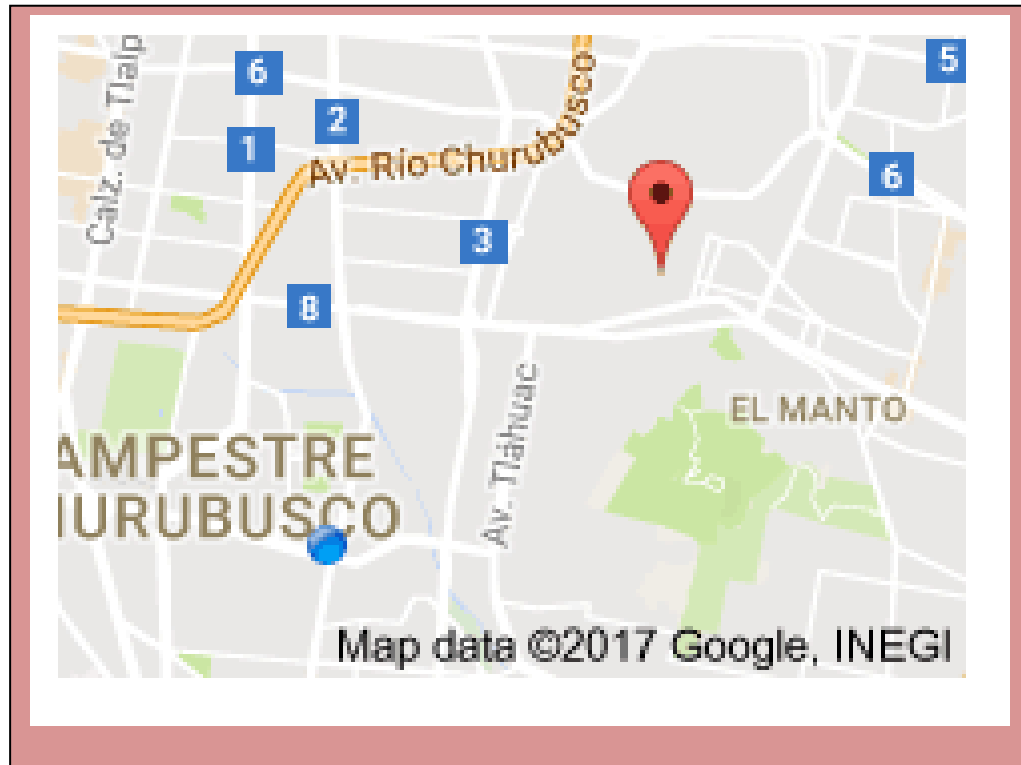 5
6
2
1
Av. Río Churubusco
6
Calz. de Tlalp
3
8
EL MANTO
Av. Tláhuac
AMPESTRE
HURUBUSCO
Map data ©2017 Google, INEGI